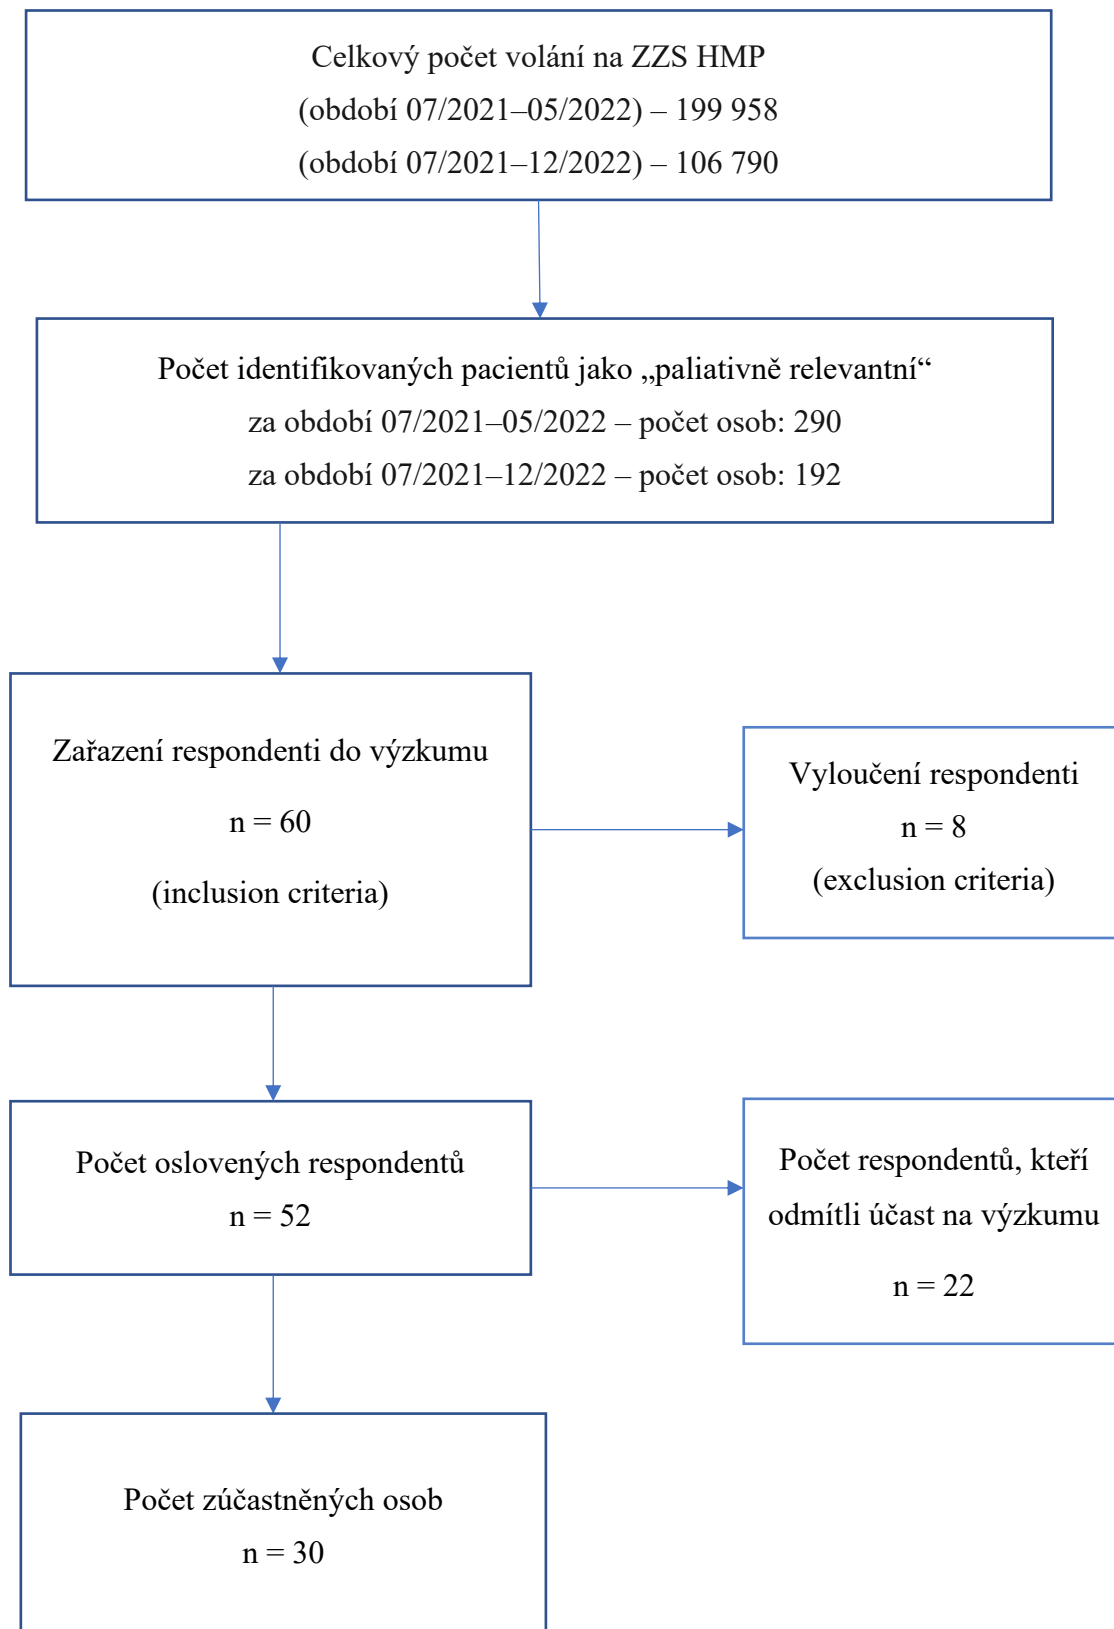 Celkový počet volání na ZZS HMP
(období 07/2021–05/2022) – 199 958
(období 07/2021–12/2022) – 106 790
Počet identifikovaných pacientů jako „paliativně relevantní“
za období 07/2021–05/2022 – počet osob: 290
za období 07/2021–12/2022 – počet osob: 192
Zařazení respondenti do výzkumu
n = 60
(inclusion criteria)
Vyloučení respondenti
n = 8
(exclusion criteria)
Počet oslovených respondentů
n = 52
Počet respondentů, kteří
odmítli účast na výzkumu
n = 22
Počet zúčastněných osob
n = 30